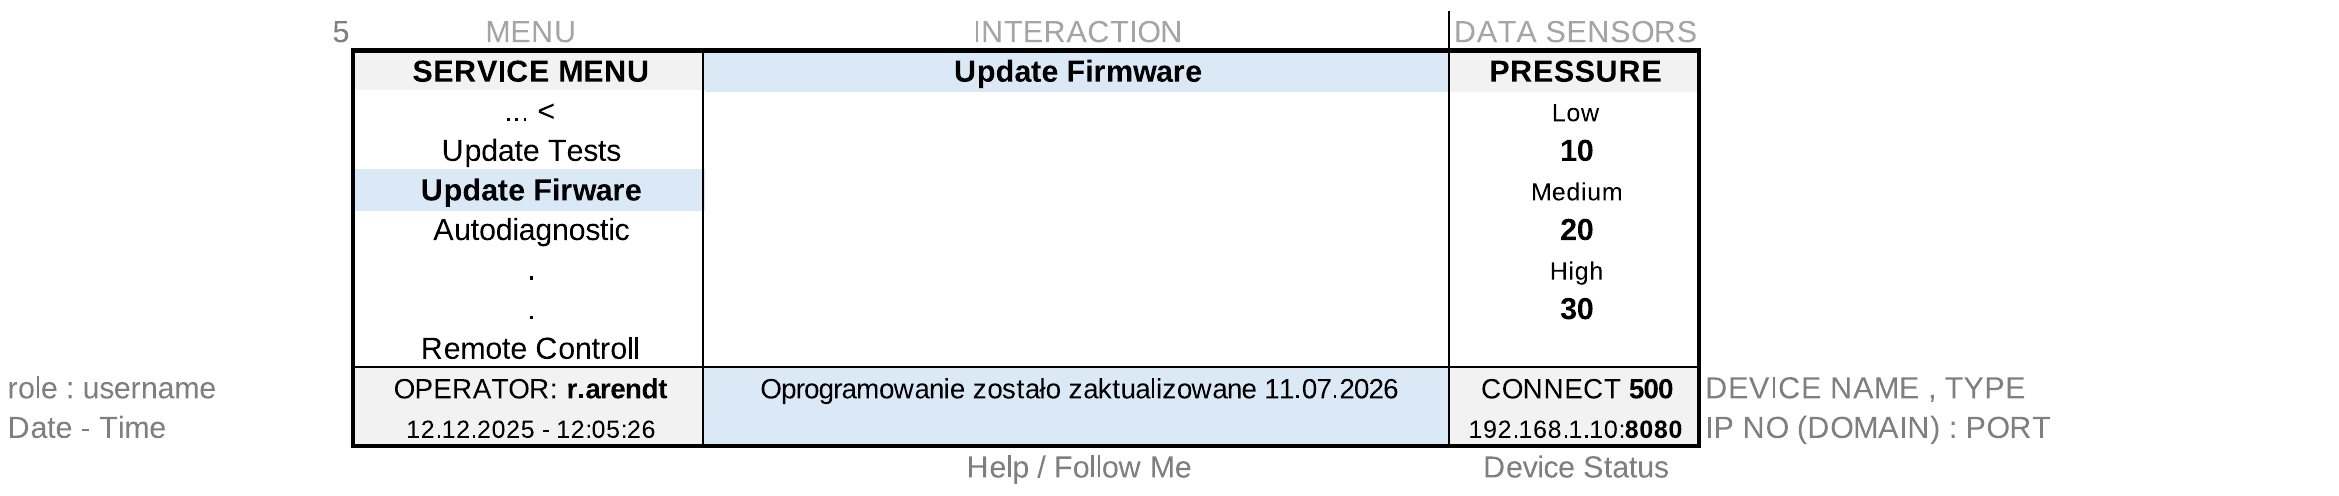 5 MENU INTERACTION DATA SENSORS
SERVICE MENU Update Firmware PRESSURE
... < Low
Update Tests 10
Update Firware Medium
Autodiagnostic 20
. High
. 30
Remote Controll
role : username OPERATOR: r.arendt Oprogramowanie zostało zaktualizowane 11.07.2026 CONNECT 500 DEVICE NAME , TYPE
Date - Time 12.12.2025 - 12:05:26 192.168.1.10:8080 IP NO (DOMAIN) : PORT
Help / Follow Me Device Status